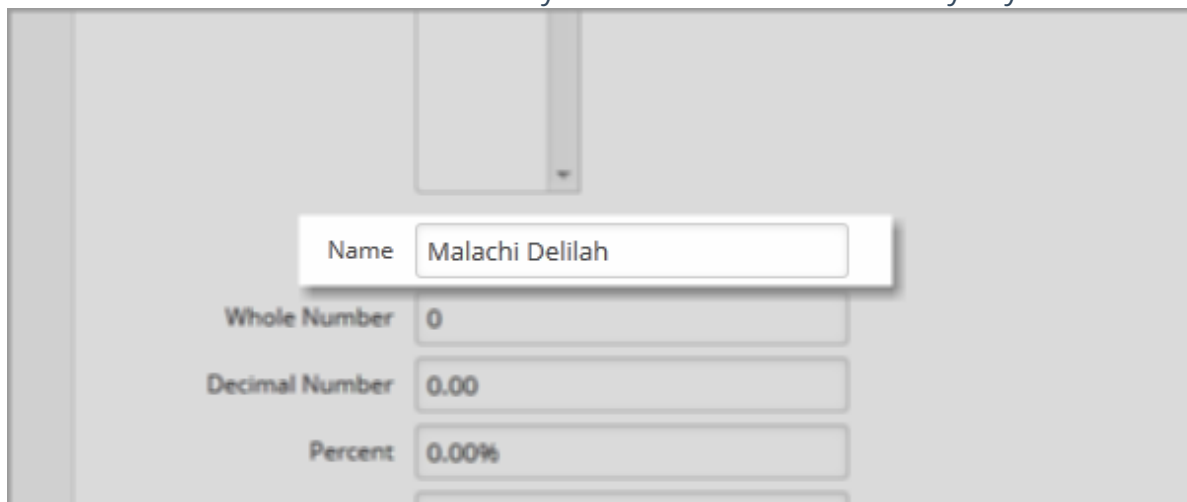 Name Malachi Delilah
Whole Number 0
Decimal Number 0.00
Percent 0.00%